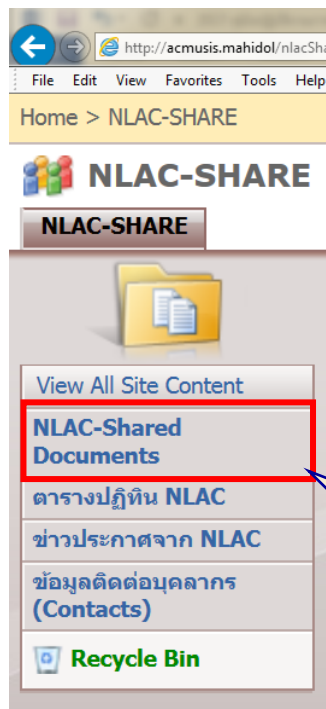 http://acmusis.mahidol/nlacSha
File Edit View Favorites Tools Help
Home > NLAC-SHARE
NLAC-SHARE
NLAC-SHARE
View All Site Content
NLAC-Shared
Documents
ตารางปฏิทิน NLAC
ข่าวประกาศจาก NLAC
ข้อมูลติดต่อบุคลากร
(Contacts)
Recycle Bin